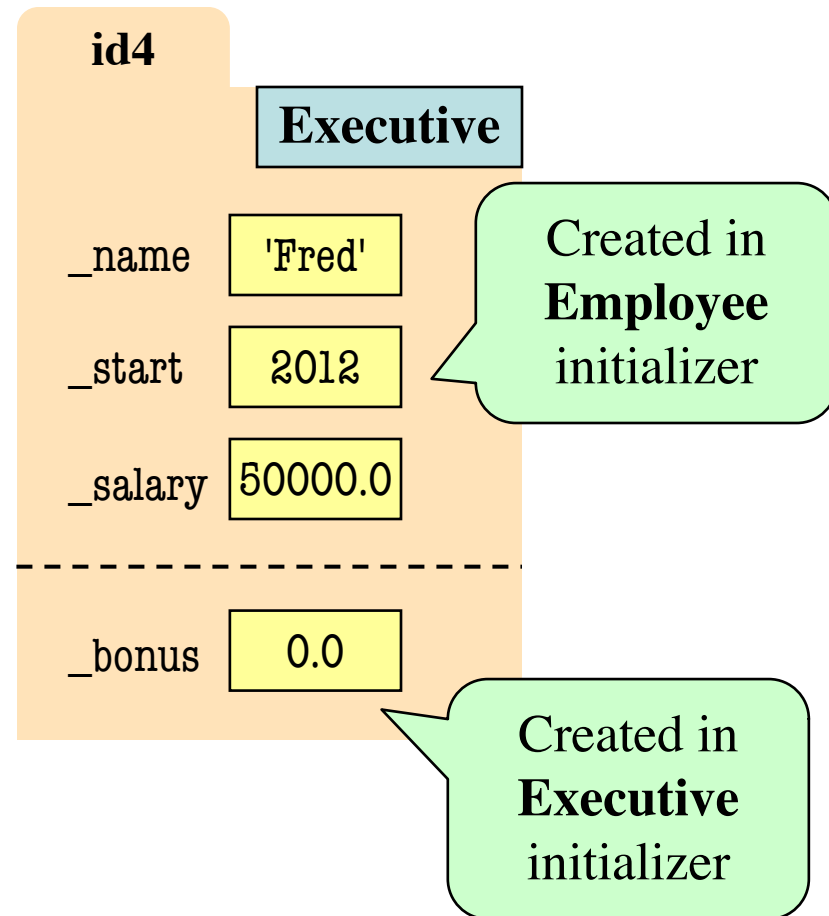 id4
Executive
_name 'Fred'
Created in
Employee
initializer
_start 2012
_salary 50000.0
_bonus 0.0
Created in
Executive
initializer